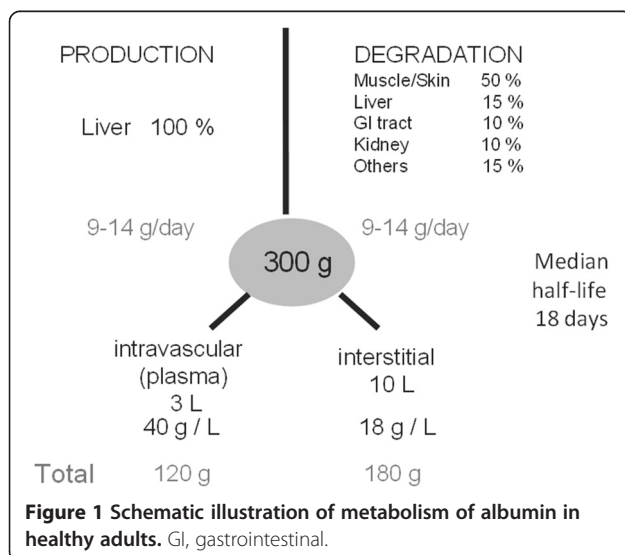 PRODUCTION
Liver 100 %
9-14 g/day
DEGRADATION
Muscle/Skin 50 %
Liver 15 %
GI tract 10 %
Kidney 10 %
Others 15 %
9-14 g/day
300 g
Median
half-life
18 days
intravascular
(plasma)
3 L
40 g / L
interstitial
10 L
18 g / L
Total 120 g 180 g
Figure 1 Schematic illustration of metabolism of albumin in
healthy adults. GI, gastrointestinal.